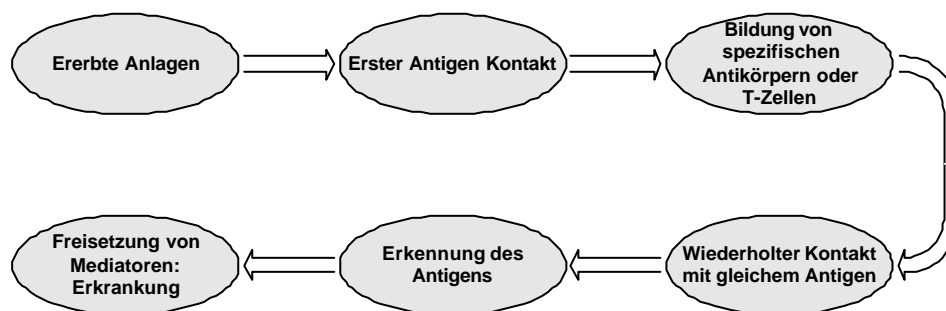 Ererbte Anlagen
Erster Antigen Kontakt
Bildung von
spezifischen
Antikörpern oder
T-Zellen
Wiederholter Kontakt
mit gleichem Antigen
Erkennung des
Antigens
Freisetzung von
Mediatoren:
Erkrankung